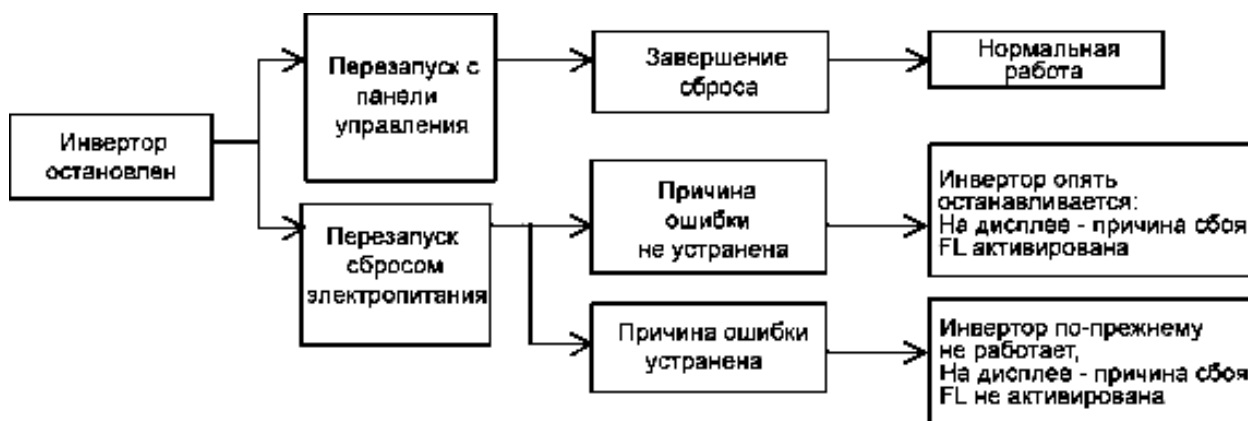 Инвертор
остановлен
Перезапуск с
панели
управления
Завершение
сброса
Нормальная
работа
Перезапуск
сбросом
электропитания
Причина
ошибки
не устранена
Инвертор опять
останавливается:
На дисплее - причина сбоя
FL активирована
Причина ошибки
устранена
Инвертор по-прежнему
не работает,
На дисплее - причина сбоя
FL не активирована